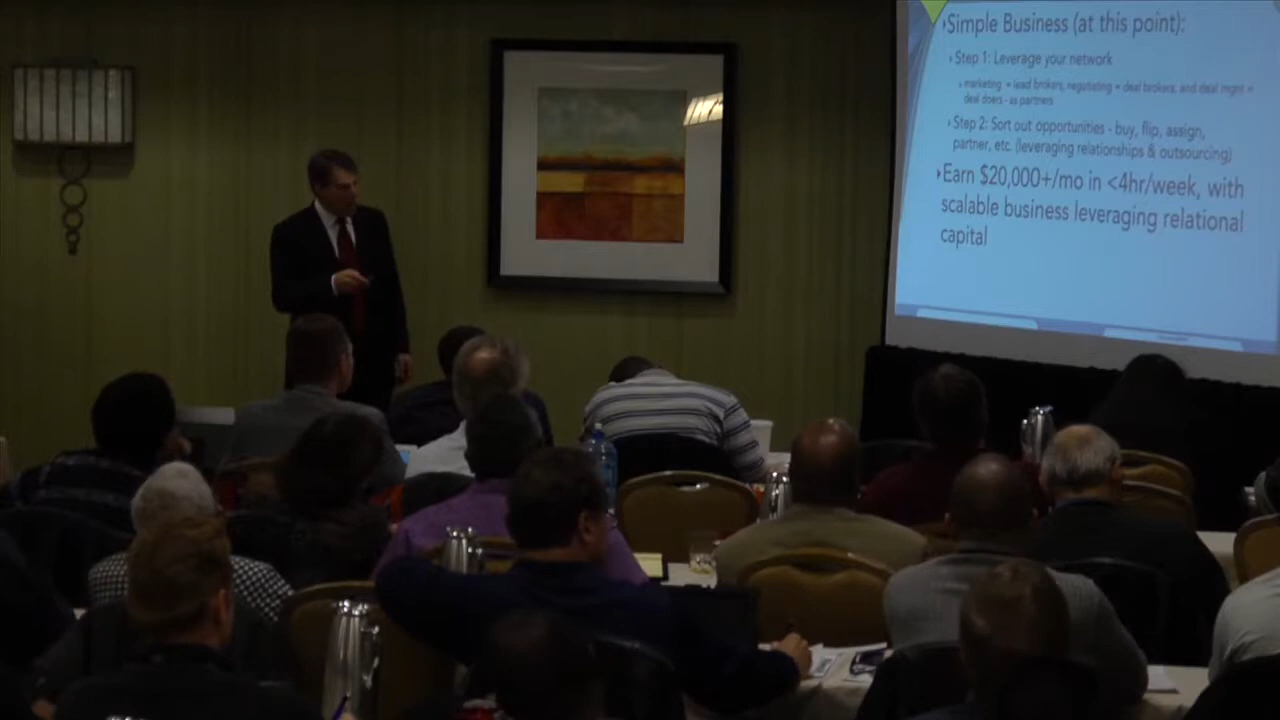 Simple Business (at this point):
Step 1: Leverage your network
marketing = lead brokers, negotiating = deal brokers, and deal mgmt =
deal doers - as partners
Step 2: Sort out opportunities - buy, flip, assign,
partner, etc. (leveraging relationships & outsourcing)
Earn $20,000+/mo in <4hr/week, with
scalable business leveraging relational
capital